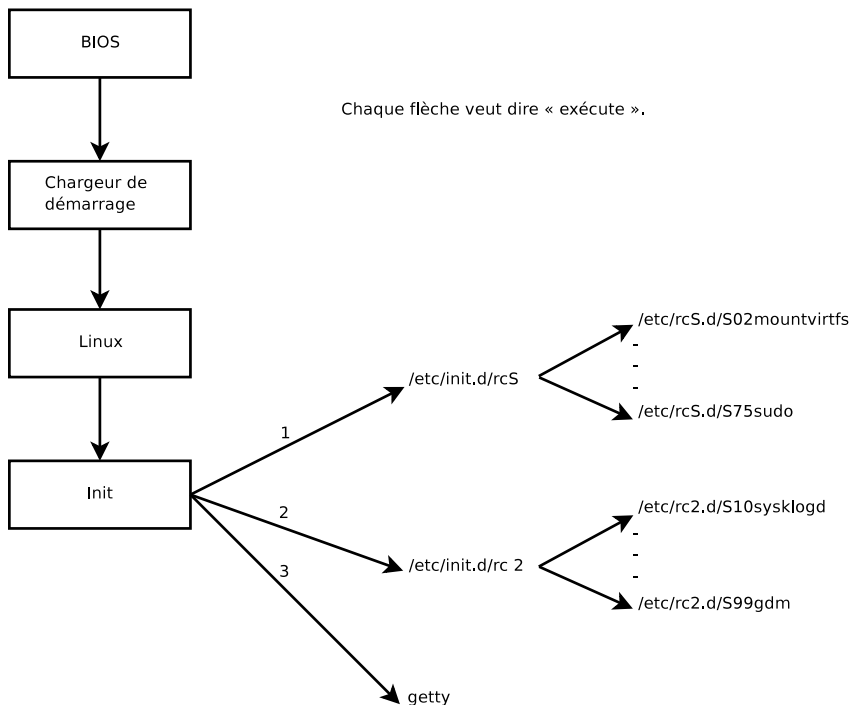 BIOS
Chaque flèche veut dire « exécute ».
Chargeur de
démarrage
Linux
/etc/rcS.d/S02mountvirtfs
-
-
-
/etc/init.d/rcS
/etc/rcS.d/S75sudo
1
Init
2
/etc/rc2.d/S10sysklogd
-
-
-
/etc/init.d/rc 2
3
/etc/rc2.d/S99gdm
getty